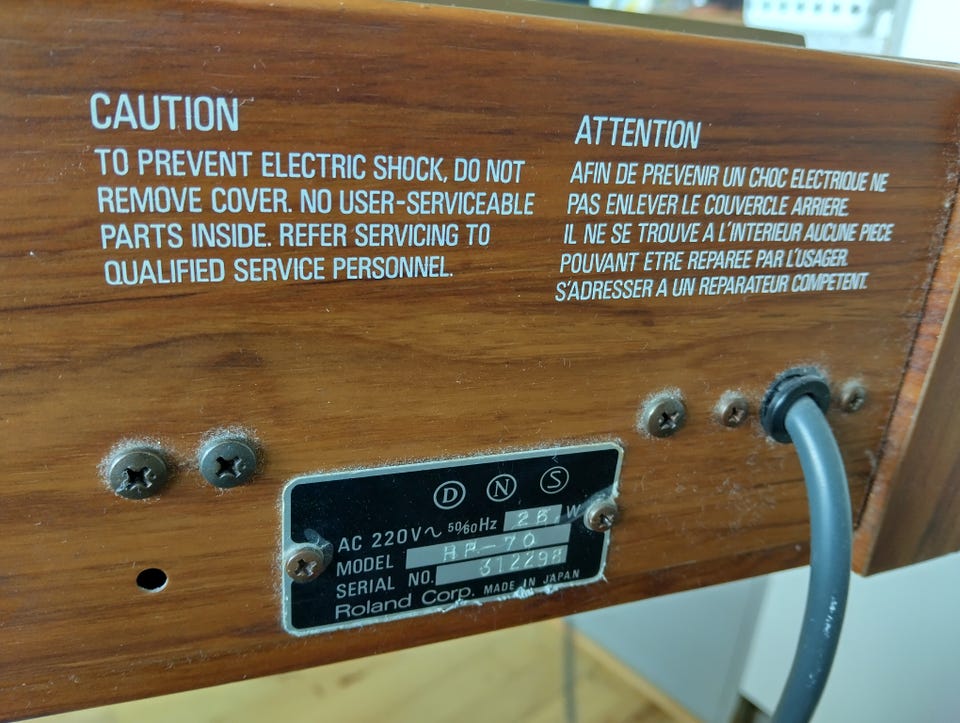 CAUTION
TO PREVENT ELECTRIC SHOCK, DO NOT
REMOVE COVER. NO USER-SERVICEABLE
PARTS INSIDE. REFER SERVICING TO
QUALIFIED SERVICE PERSONNEL.
ATTENTION
AFIN DE PREVENIR UN CHOC ELECTRIQUE NE
PAS ENLEVER LE COUVERCLE ARRIERE.
IL NE SE TROUVE A L'INTERIEUR AUCUNE PIECE
POUVANT ETRE REPAREE PAR L'USAGER.
S'ADRESSER A UN REPARATEUR COMPETENT.
D N S
AC 220V~ 50/60Hz W
MODEL HP-70
SERIAL NO. 312298
Roland Corp. MADE IN JAPAN